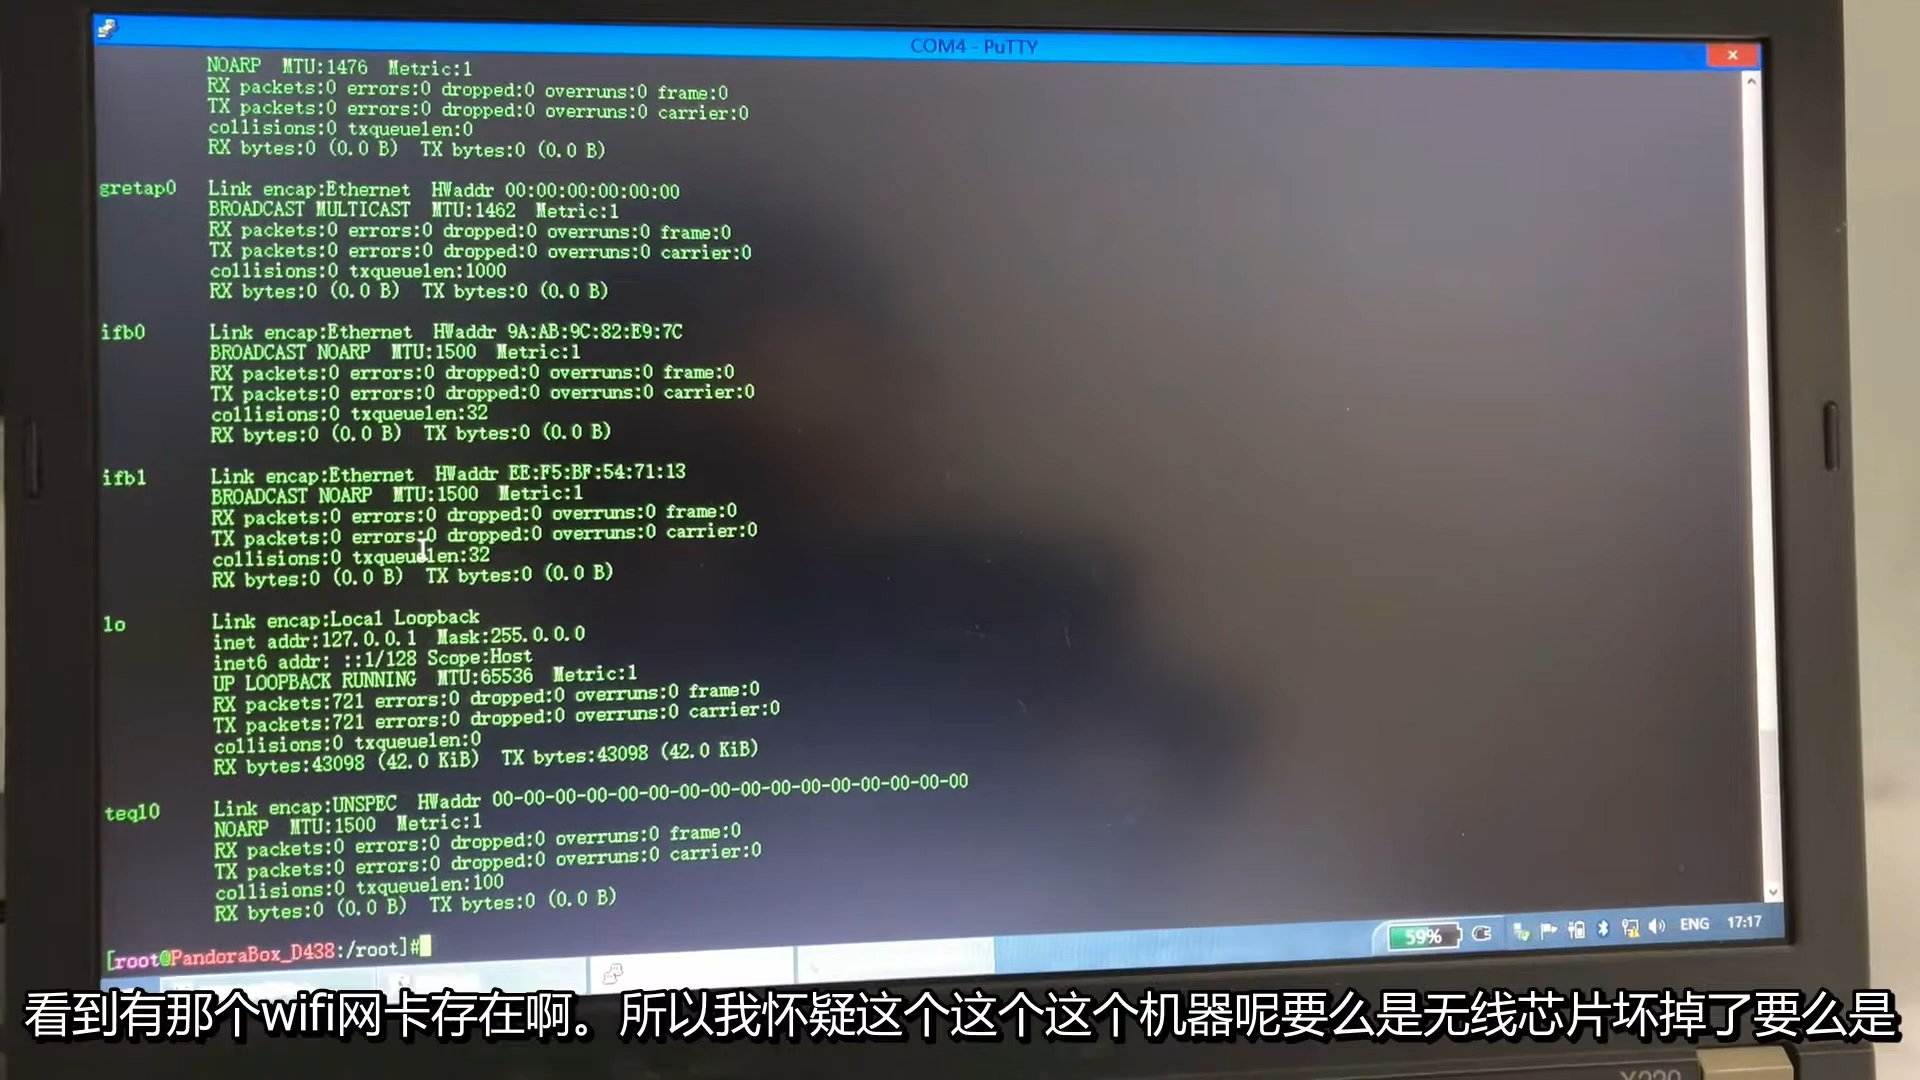 COM4 - PuTTY
NOARP MTU:1476 Metric:1
RX packets:0 errors:0 dropped:0 overruns:0 frame:0
TX packets:0 errors:0 dropped:0 overruns:0 carrier:0
collisions:0 txqueuelen:0
RX bytes:0 (0.0 B) TX bytes:0 (0.0 B)
gretap0 Link encap:Ethernet HWaddr 00:00:00:00:00:00
BROADCAST MULTICAST MTU:1462 Metric:1
RX packets:0 errors:0 dropped:0 overruns:0 frame:0
TX packets:0 errors:0 dropped:0 overruns:0 carrier:0
collisions:0 txqueuelen:1000
RX bytes:0 (0.0 B) TX bytes:0 (0.0 B)
ifb0 Link encap:Ethernet HWaddr 9A:AB:9C:82:E9:7C
BROADCAST NOARP MTU:1500 Metric:1
RX packets:0 errors:0 dropped:0 overruns:0 frame:0
TX packets:0 errors:0 dropped:0 overruns:0 carrier:0
collisions:0 txqueuelen:32
RX bytes:0 (0.0 B) TX bytes:0 (0.0 B)
ifb1 Link encap:Ethernet HWaddr EE:F5:BF:54:71:13
BROADCAST NOARP MTU:1500 Metric:1
RX packets:0 errors:0 dropped:0 overruns:0 frame:0
TX packets:0 errors:0 dropped:0 overruns:0 carrier:0
collisions:0 txqueuelen:32
RX bytes:0 (0.0 B) TX bytes:0 (0.0 B)
lo Link encap:Local Loopback
inet addr:127.0.0.1 Mask:255.0.0.0
inet6 addr: ::1/128 Scope:Host
UP LOOPBACK RUNNING MTU:65536 Metric:1
RX packets:721 errors:0 dropped:0 overruns:0 frame:0
TX packets:721 errors:0 dropped:0 overruns:0 carrier:0
collisions:0 txqueuelen:0
RX bytes:43098 (42.0 KiB) TX bytes:43098 (42.0 KiB)
teql0 Link encap:UNSPEC HWaddr 00-00-00-00-00-00-00-00-00-00-00-00-00-00-00-00
NOARP MTU:1500 Metric:1
RX packets:0 errors:0 dropped:0 overruns:0 frame:0
TX packets:0 errors:0 dropped:0 overruns:0 carrier:0
collisions:0 txqueuelen:100
RX bytes:0 (0.0 B) TX bytes:0 (0.0 B)
[root@PandoraBox_D438:/root]#
59% ENG 17:17
看到有那个wifi网卡存在啊。所以我怀疑这个这个这个机器呢要么是无线芯片坏掉了要么是